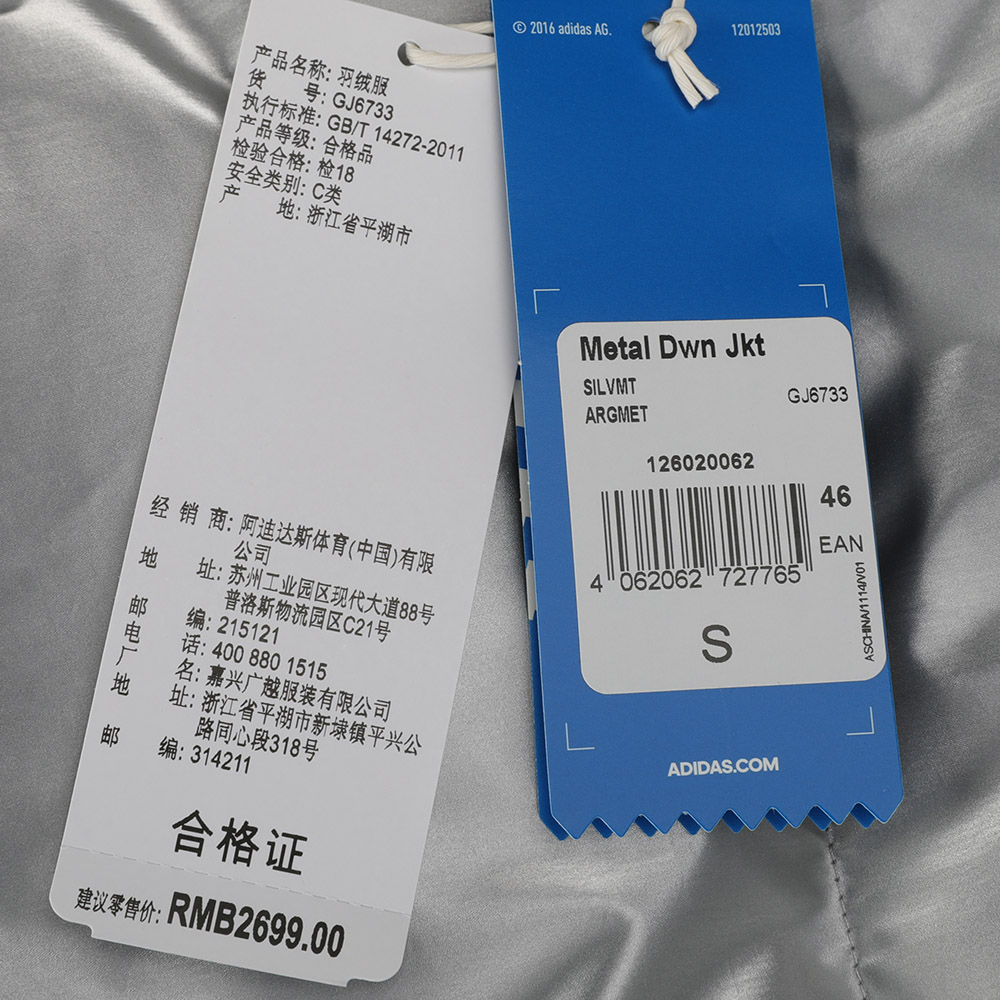 产品名称: 羽绒服
货 号: GJ6733
执行标准: GB/T 14272-2011
产品等级: 合格品
检验合格: 检18
安全类别: C类
产 地: 浙江省平湖市
经 销 商: 阿迪达斯体育(中国)有限
公司
地 址: 苏州工业园区现代大道88号
普洛斯物流园区C21号
邮 编: 215121
电 话: 400 880 1515
厂 名: 嘉兴广越服装有限公司
地 址: 浙江省平湖市新埭镇平兴公
路同心段318号
邮 编: 314211
合格证
建议零售价: RMB2699.00
© 2016 adidas AG. 12012503
Metal Dwn Jkt
SILVMT GJ6733
ARGMET
126020062
46
EAN
4 062062 727765
ASCHINA/1114/V01
S
ADIDAS.COM